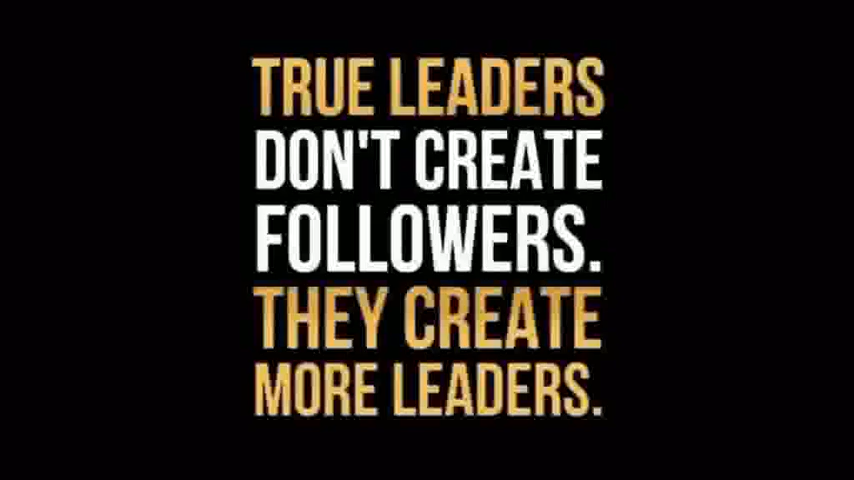 TRUE LEADERS
DON'T CREATE
FOLLOWERS.
THEY CREATE
MORE LEADERS.